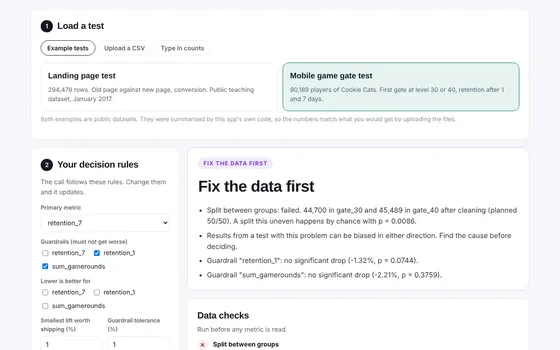 1 Load a test
Example tests
Upload a CSV
Type in counts
Landing page test
294,478 rows. Old page against new page, conversion. Public teaching
dataset, January 2017.
Mobile game gate test
90,189 players of Cookie Cats. First gate at level 30 or 40, retention after 1
and 7 days.
Both examples are public datasets. They were summarised by this app's own code, so the numbers match what you would get by uploading the files.
2 Your decision rules
The call follows these rules. Change them
and it updates.
Primary metric
retention_7
Guardrails (must not get worse)
retention_7
retention_1
sum_gamerounds
Lower is better for
retention_7
retention_1
sum_gamerounds
Smallest lift worth
shipping (%)
Guardrail tolerance
(%)
1
1
FIX THE DATA FIRST
Fix the data first
• Split between groups: failed. 44,700 in gate_30 and 45,489 in gate_40 after cleaning (planned
50/50). A split this uneven happens by chance with p = 0.0086.
• Results from a test with this problem can be biased in either direction. Find the cause before
deciding.
• Guardrail "retention_1": no significant drop (-1.32%, p = 0.0744).
• Guardrail "sum_gamerounds": no significant drop (-2.21%, p = 0.3759).
Data checks
Run before any metric is read.
Split between groups